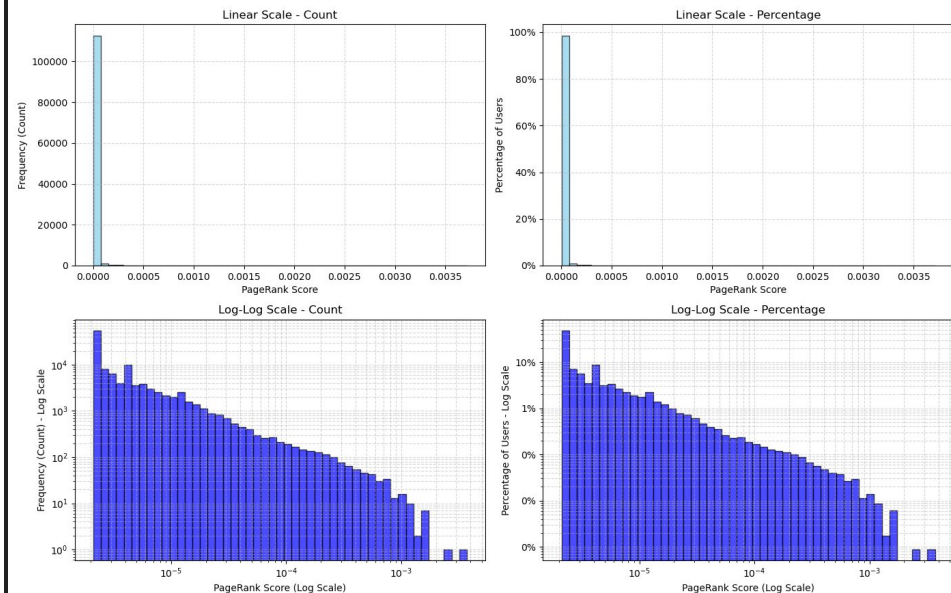 Linear Scale - Count
Frequency (Count)
100000
80000
60000
40000
20000
0
0.0000 0.0005 0.0010 0.0015 0.0020 0.0025 0.0030 0.0035
PageRank Score
Linear Scale - Percentage
Percentage of Users
100%
80%
60%
40%
20%
0%
0.0000 0.0005 0.0010 0.0015 0.0020 0.0025 0.0030 0.0035
PageRank Score
Log-Log Scale - Count
Frequency (Count) - Log Scale
10⁴
10³
10²
10¹
10⁰
10⁻⁵ 10⁻⁴ 10⁻³
PageRank Score (Log Scale)
Log-Log Scale - Percentage
Percentage of Users - Log Scale
10%
1%
0%
0%
0%
10⁻⁵ 10⁻⁴ 10⁻³
PageRank Score (Log Scale)